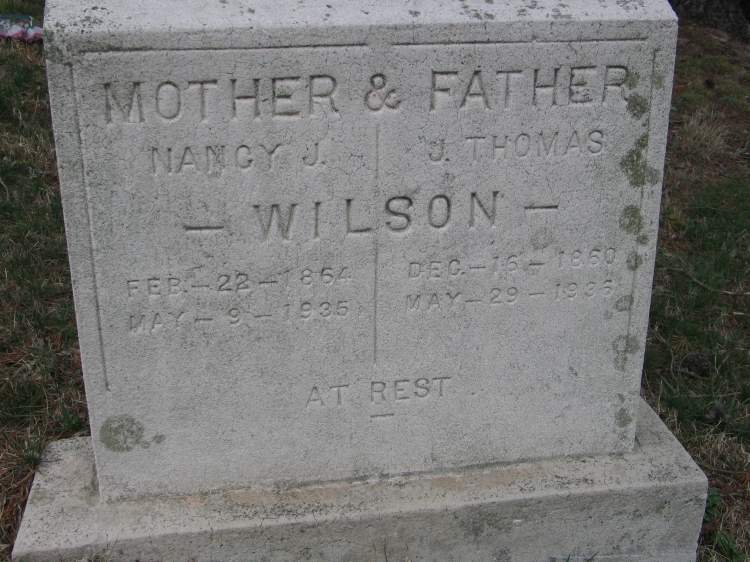 MOTHER & FATHER
NANCY J. J. THOMAS
— WILSON —
FEB.—22—1864 DEC.—16—1860
MAY—9—1935 MAY—29—1936
AT REST